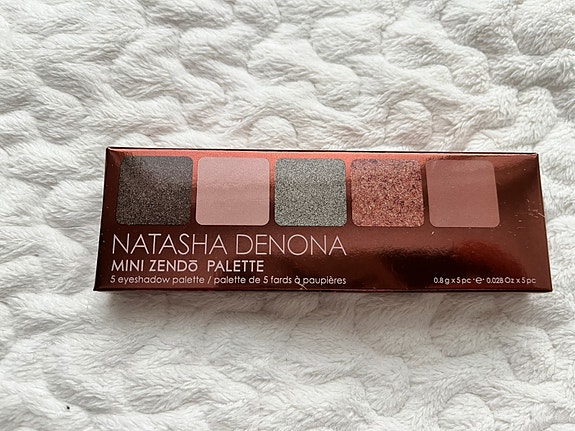 NATASHA DENONA
MINI ZENDŌ PALETTE
5 eyeshadow palette / palette de 5 fards à paupières
0.8 g x 5 pc ·℮· 0.028 Oz x 5 pc